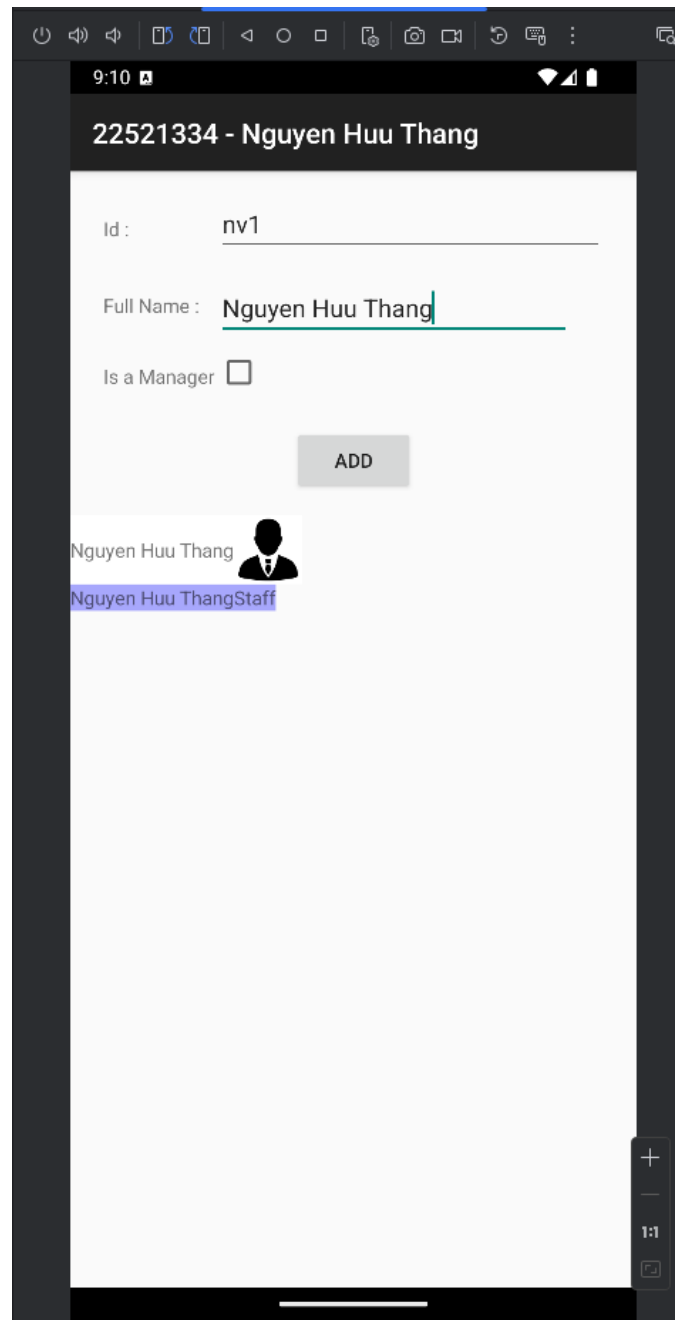 9:10 A
22521334 - Nguyen Huu Thang
Id : nv1
Full Name : Nguyen Huu Thang
Is a Manager
ADD
Nguyen Huu Thang
Nguyen Huu ThangStaff
1:1